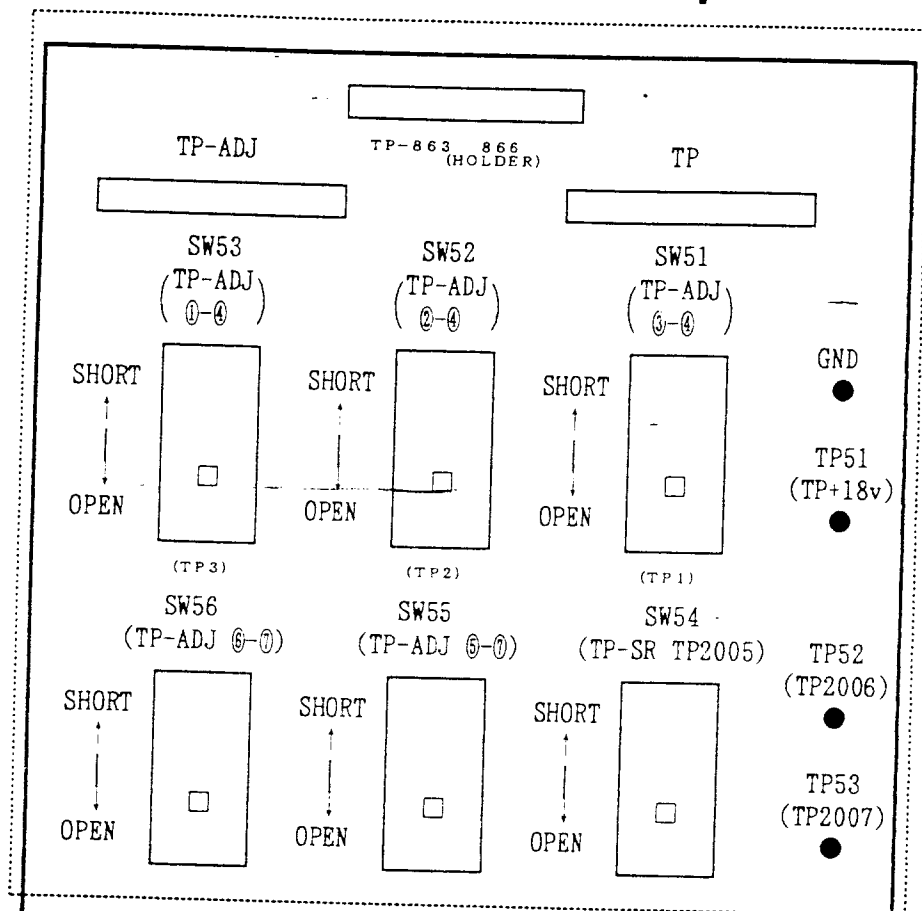 TP-863 866
(HOLDER)
TP-ADJ
TP
SW53
(TP-ADJ
①-④)
SW52
(TP-ADJ
②-④)
SW51
(TP-ADJ
③-④)
SHORT
OPEN
SHORT
OPEN
SHORT
OPEN
GND
TP51
(TP+18v)
(TP3)
(TP2)
(TP1)
SW56
(TP-ADJ ⑥-⑦)
SW55
(TP-ADJ ⑤-⑦)
SW54
(TP-SR TP2005)
SHORT
OPEN
SHORT
OPEN
SHORT
OPEN
TP52
(TP2006)
TP53
(TP2007)